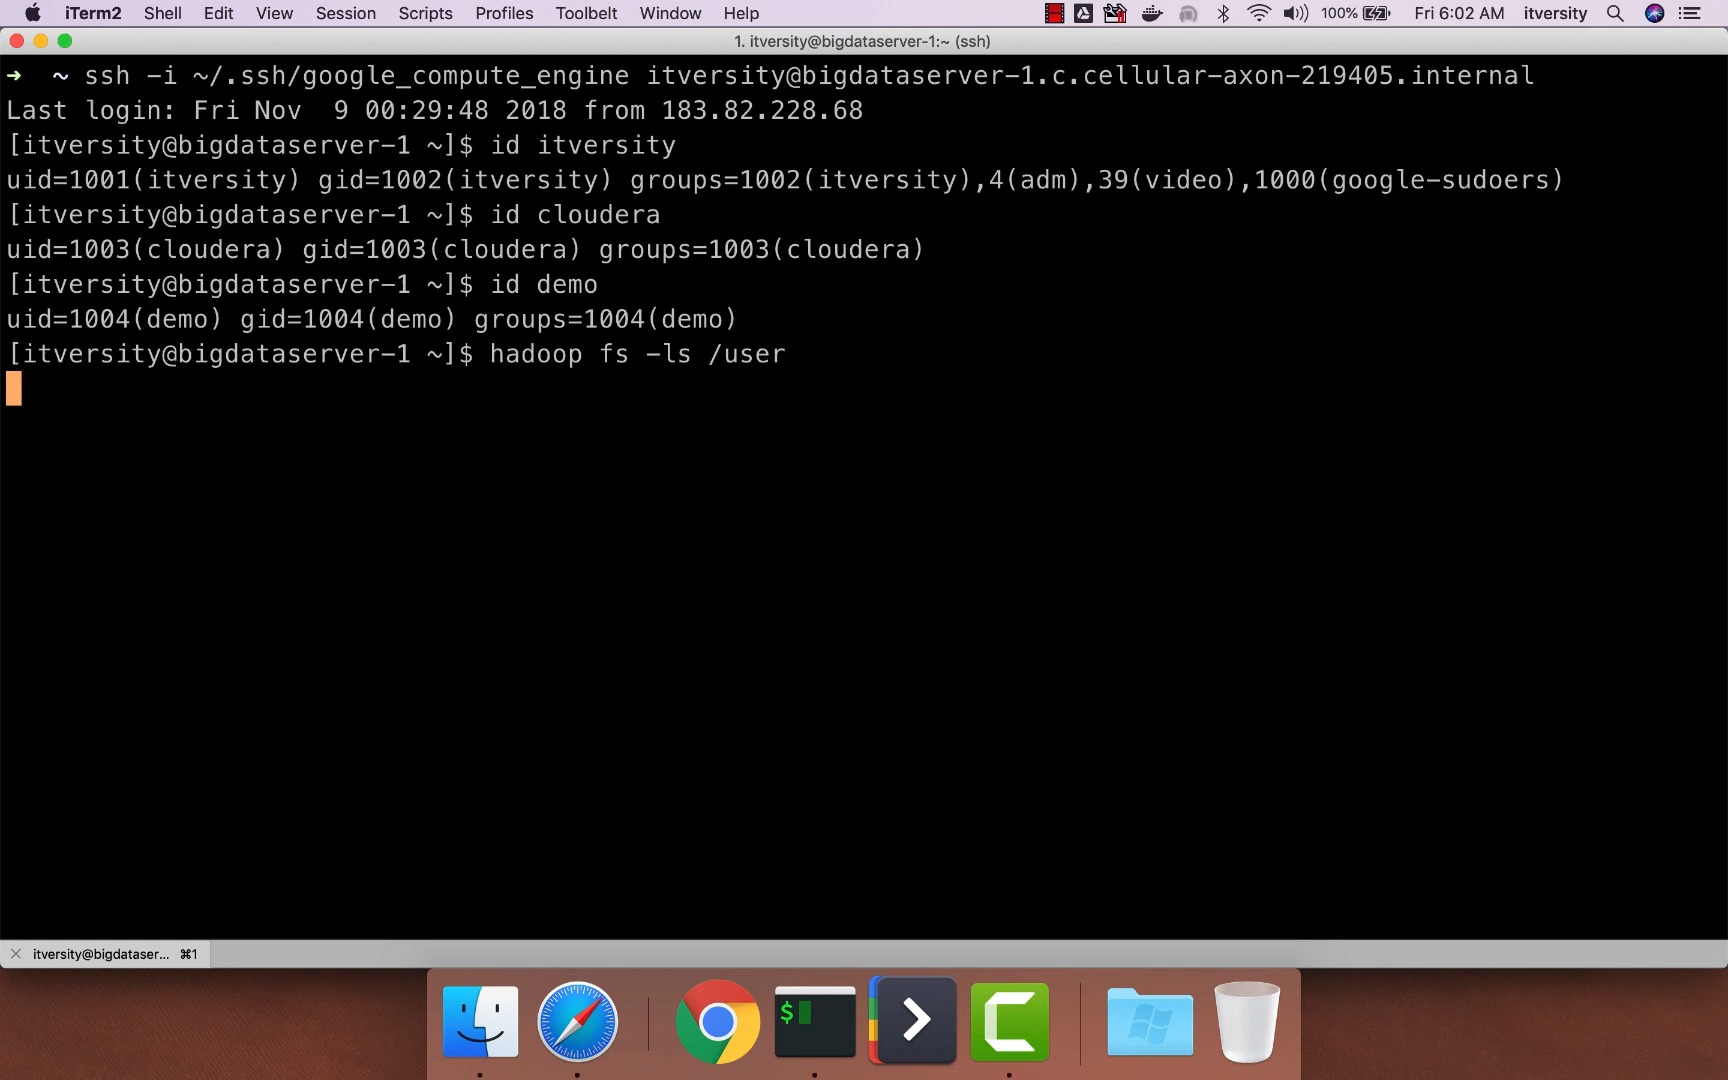 iTerm2 Shell Edit View Session Scripts Profiles Toolbelt Window Help 100% Fri 6:02 AM itversity
1. itversity@bigdataserver-1:~ (ssh)
➜ ~ ssh -i ~/.ssh/google_compute_engine itversity@bigdataserver-1.c.cellular-axon-219405.internal
Last login: Fri Nov  9 00:29:48 2018 from 183.82.228.68
[itversity@bigdataserver-1 ~]$ id itversity
uid=1001(itversity) gid=1002(itversity) groups=1002(itversity),4(adm),39(video),1000(google-sudoers)
[itversity@bigdataserver-1 ~]$ id cloudera
uid=1003(cloudera) gid=1003(cloudera) groups=1003(cloudera)
[itversity@bigdataserver-1 ~]$ id demo
uid=1004(demo) gid=1004(demo) groups=1004(demo)
[itversity@bigdataserver-1 ~]$ hadoop fs -ls /user
itversity@bigdataser... ⌘1
$